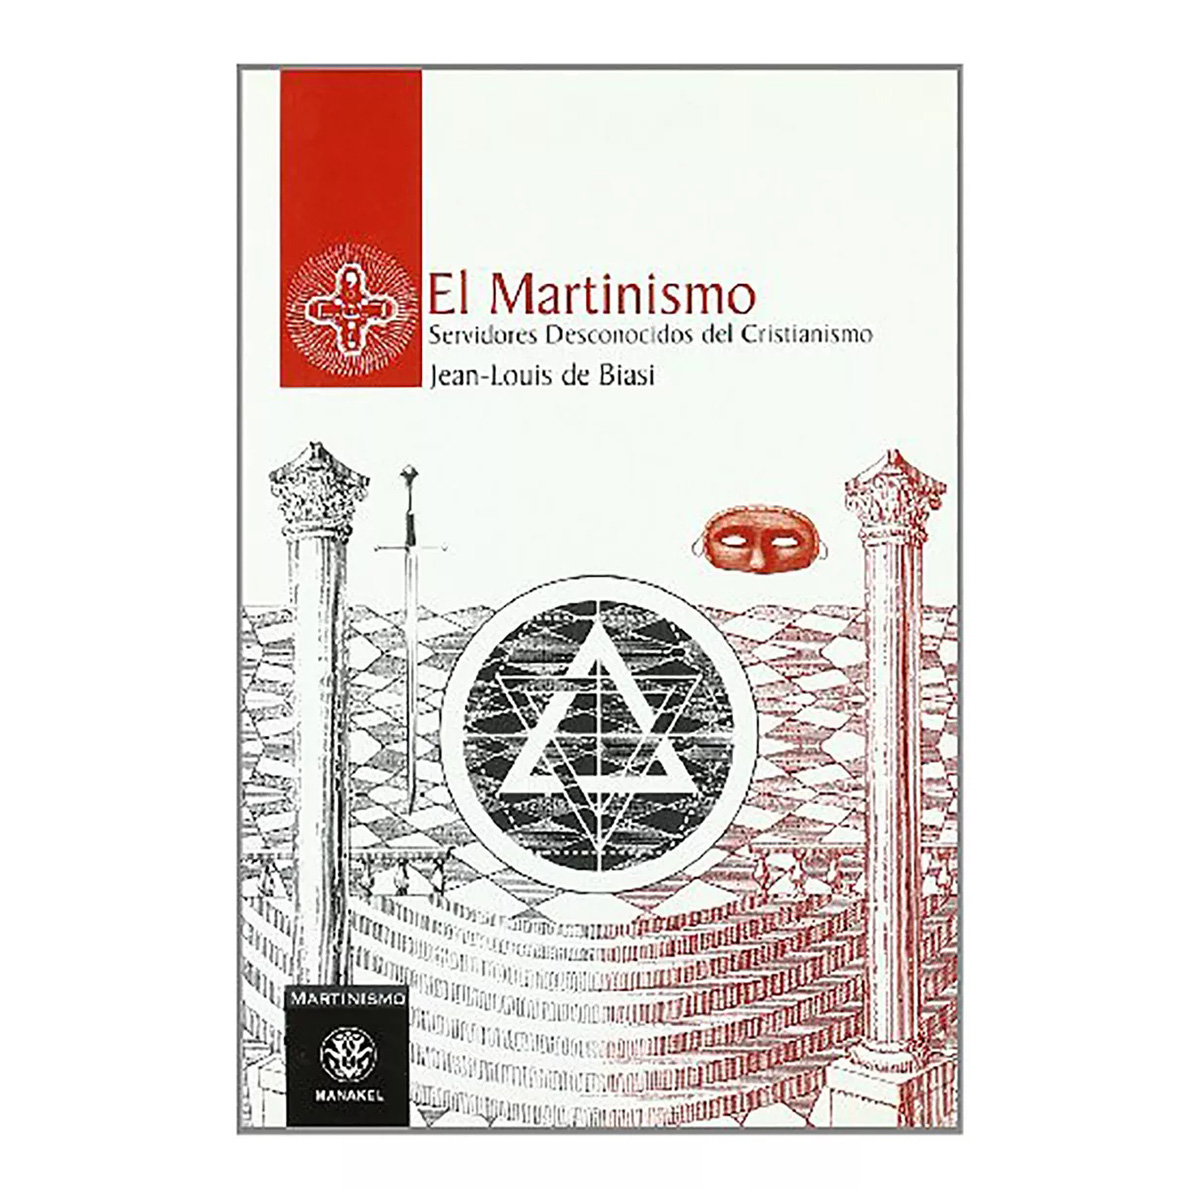 El Martinismo
Servidores Desconocidos del Cristianismo
Jean-Louis de Biasi
MARTINISMO
MANAKEL